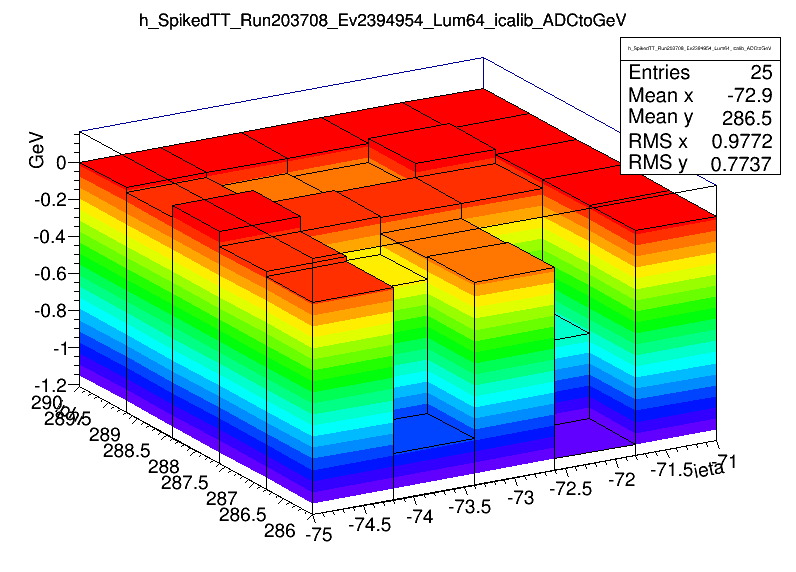 h_SpikedTT_Run203708_Ev2394954_Lum64_icalib_ADCtoGeV
h_SpikedTT_Run203708_Ev2394954_Lum64_icalib_ADCtoGeV
Entries 25
Mean x -72.9
Mean y 286.5
RMS x 0.9772
RMS y 0.7737
GeV
0
-0.2
-0.4
-0.6
-0.8
-1
-1.2
290
289.5
289
288.5
288
287.5
287
286.5
286
iphi
-75
-74.5
-74
-73.5
-73
-72.5
-72
-71.5
-71
ieta